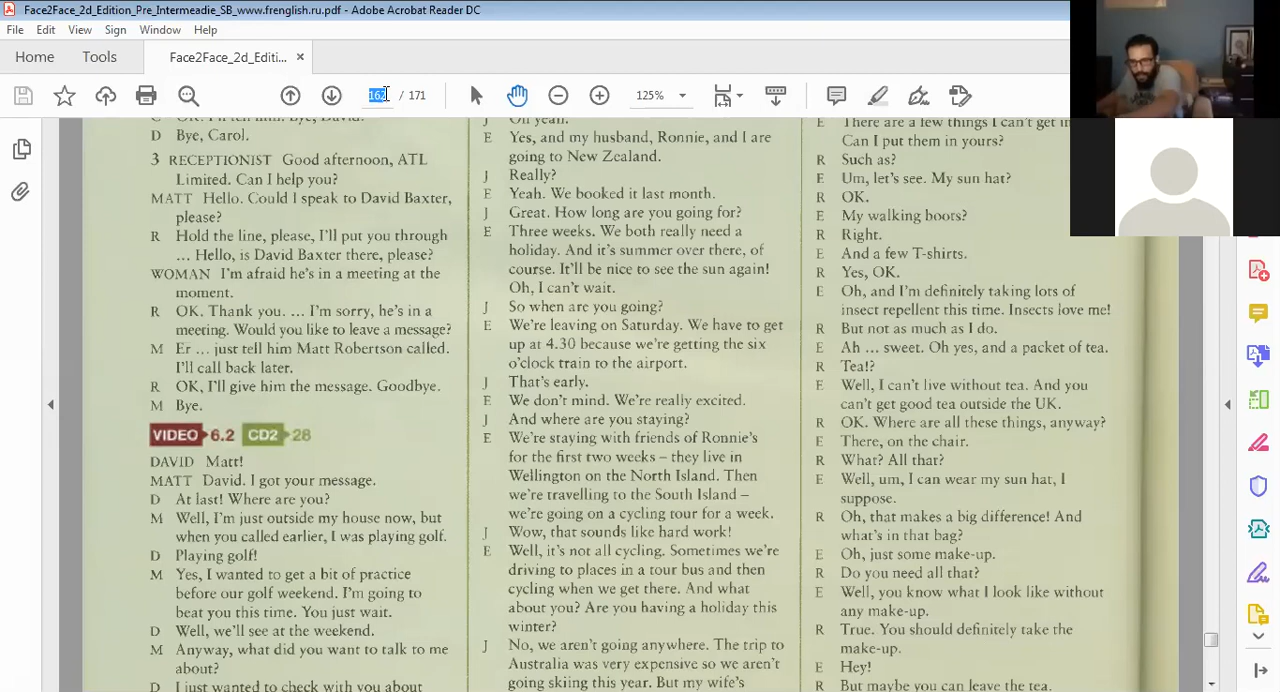 Face2Face_2d_Edition_Pre_Intermeadie_SB_www.frenglish.ru.pdf - Adobe Acrobat Reader DC
File Edit View Sign Window Help
Home Tools Face2Face_2d_Editi... ×
162 / 171 125%
D Bye, Carol.
3 RECEPTIONIST Good afternoon, ATL
Limited. Can I help you?
MATT Hello. Could I speak to David Baxter,
please?
R Hold the line, please, I'll put you through
... Hello, is David Baxter there, please?
WOMAN I'm afraid he's in a meeting at the
moment.
R OK. Thank you. ... I'm sorry, he's in a
meeting. Would you like to leave a message?
M Er ... just tell him Matt Robertson called.
I'll call back later.
R OK, I'll give him the message. Goodbye.
M Bye.
VIDEO 6.2 CD2 28
DAVID Matt!
MATT David. I got your message.
D At last! Where are you?
M Well, I'm just outside my house now, but
when you called earlier, I was playing golf.
D Playing golf!
M Yes, I wanted to get a bit of practice
before our golf weekend. I'm going to
beat you this time. You just wait.
D Well, we'll see at the weekend.
M Anyway, what did you want to talk to me
about?
D I just wanted to check with you about
J Oh yeah.
E Yes, and my husband, Ronnie, and I are
going to New Zealand.
J Really?
E Yeah. We booked it last month.
J Great. How long are you going for?
E Three weeks. We both really need a
holiday. And it's summer over there, of
course. It'll be nice to see the sun again!
Oh, I can't wait.
J So when are you going?
E We're leaving on Saturday. We have to get
up at 4.30 because we're getting the six
o'clock train to the airport.
J That's early.
E We don't mind. We're really excited.
J And where are you staying?
E We're staying with friends of Ronnie's
for the first two weeks – they live in
Wellington on the North Island. Then
we're travelling to the South Island –
we're going on a cycling tour for a week.
J Wow, that sounds like hard work!
E Well, it's not all cycling. Sometimes we're
driving to places in a tour bus and then
cycling when we get there. And what
about you? Are you having a holiday this
winter?
J No, we aren't going anywhere. The trip to
Australia was very expensive so we aren't
going skiing this year. But my wife's
E There are a few things I can't get in
Can I put them in yours?
R Such as?
E Um, let's see. My sun hat?
R OK.
E My walking boots?
R Right.
E And a few T-shirts.
R Yes, OK.
E Oh, and I'm definitely taking lots of
insect repellent this time. Insects love me!
R But not as much as I do.
E Ah ... sweet. Oh yes, and a packet of tea.
R Tea!?
E Well, I can't live without tea. And you
can't get good tea outside the UK.
R OK. Where are all these things, anyway?
E There, on the chair.
R What? All that?
E Well, um, I can wear my sun hat, I
suppose.
R Oh, that makes a big difference! And
what's in that bag?
E Oh, just some make-up.
R Do you need all that?
E Well, you know what I look like without
any make-up.
R True. You should definitely take the
make-up.
E Hey!
R But maybe you can leave the tea.